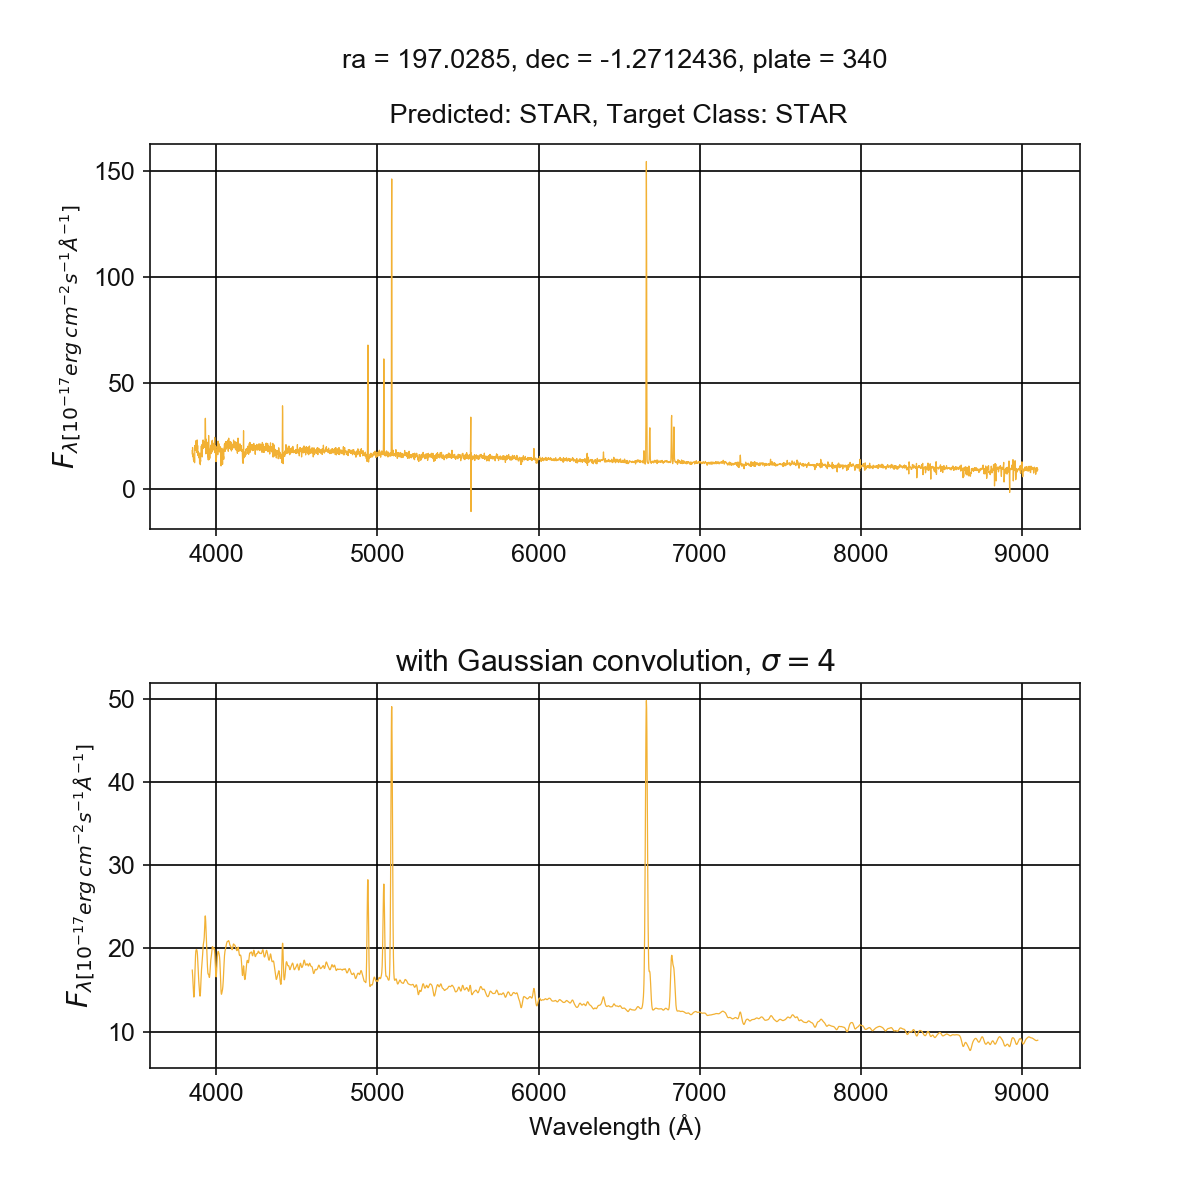 ra = 197.0285, dec = -1.2712436, plate = 340
Predicted: STAR, Target Class: STAR
150
100
50
0
F_λ[10^{-17} erg cm^{-2} s^{-1} Å^{-1}]
4000 5000 6000 7000 8000 9000
with Gaussian convolution, σ = 4
50
40
30
20
10
F_λ[10^{-17} erg cm^{-2} s^{-1} Å^{-1}]
4000 5000 6000 7000 8000 9000
Wavelength (Å)